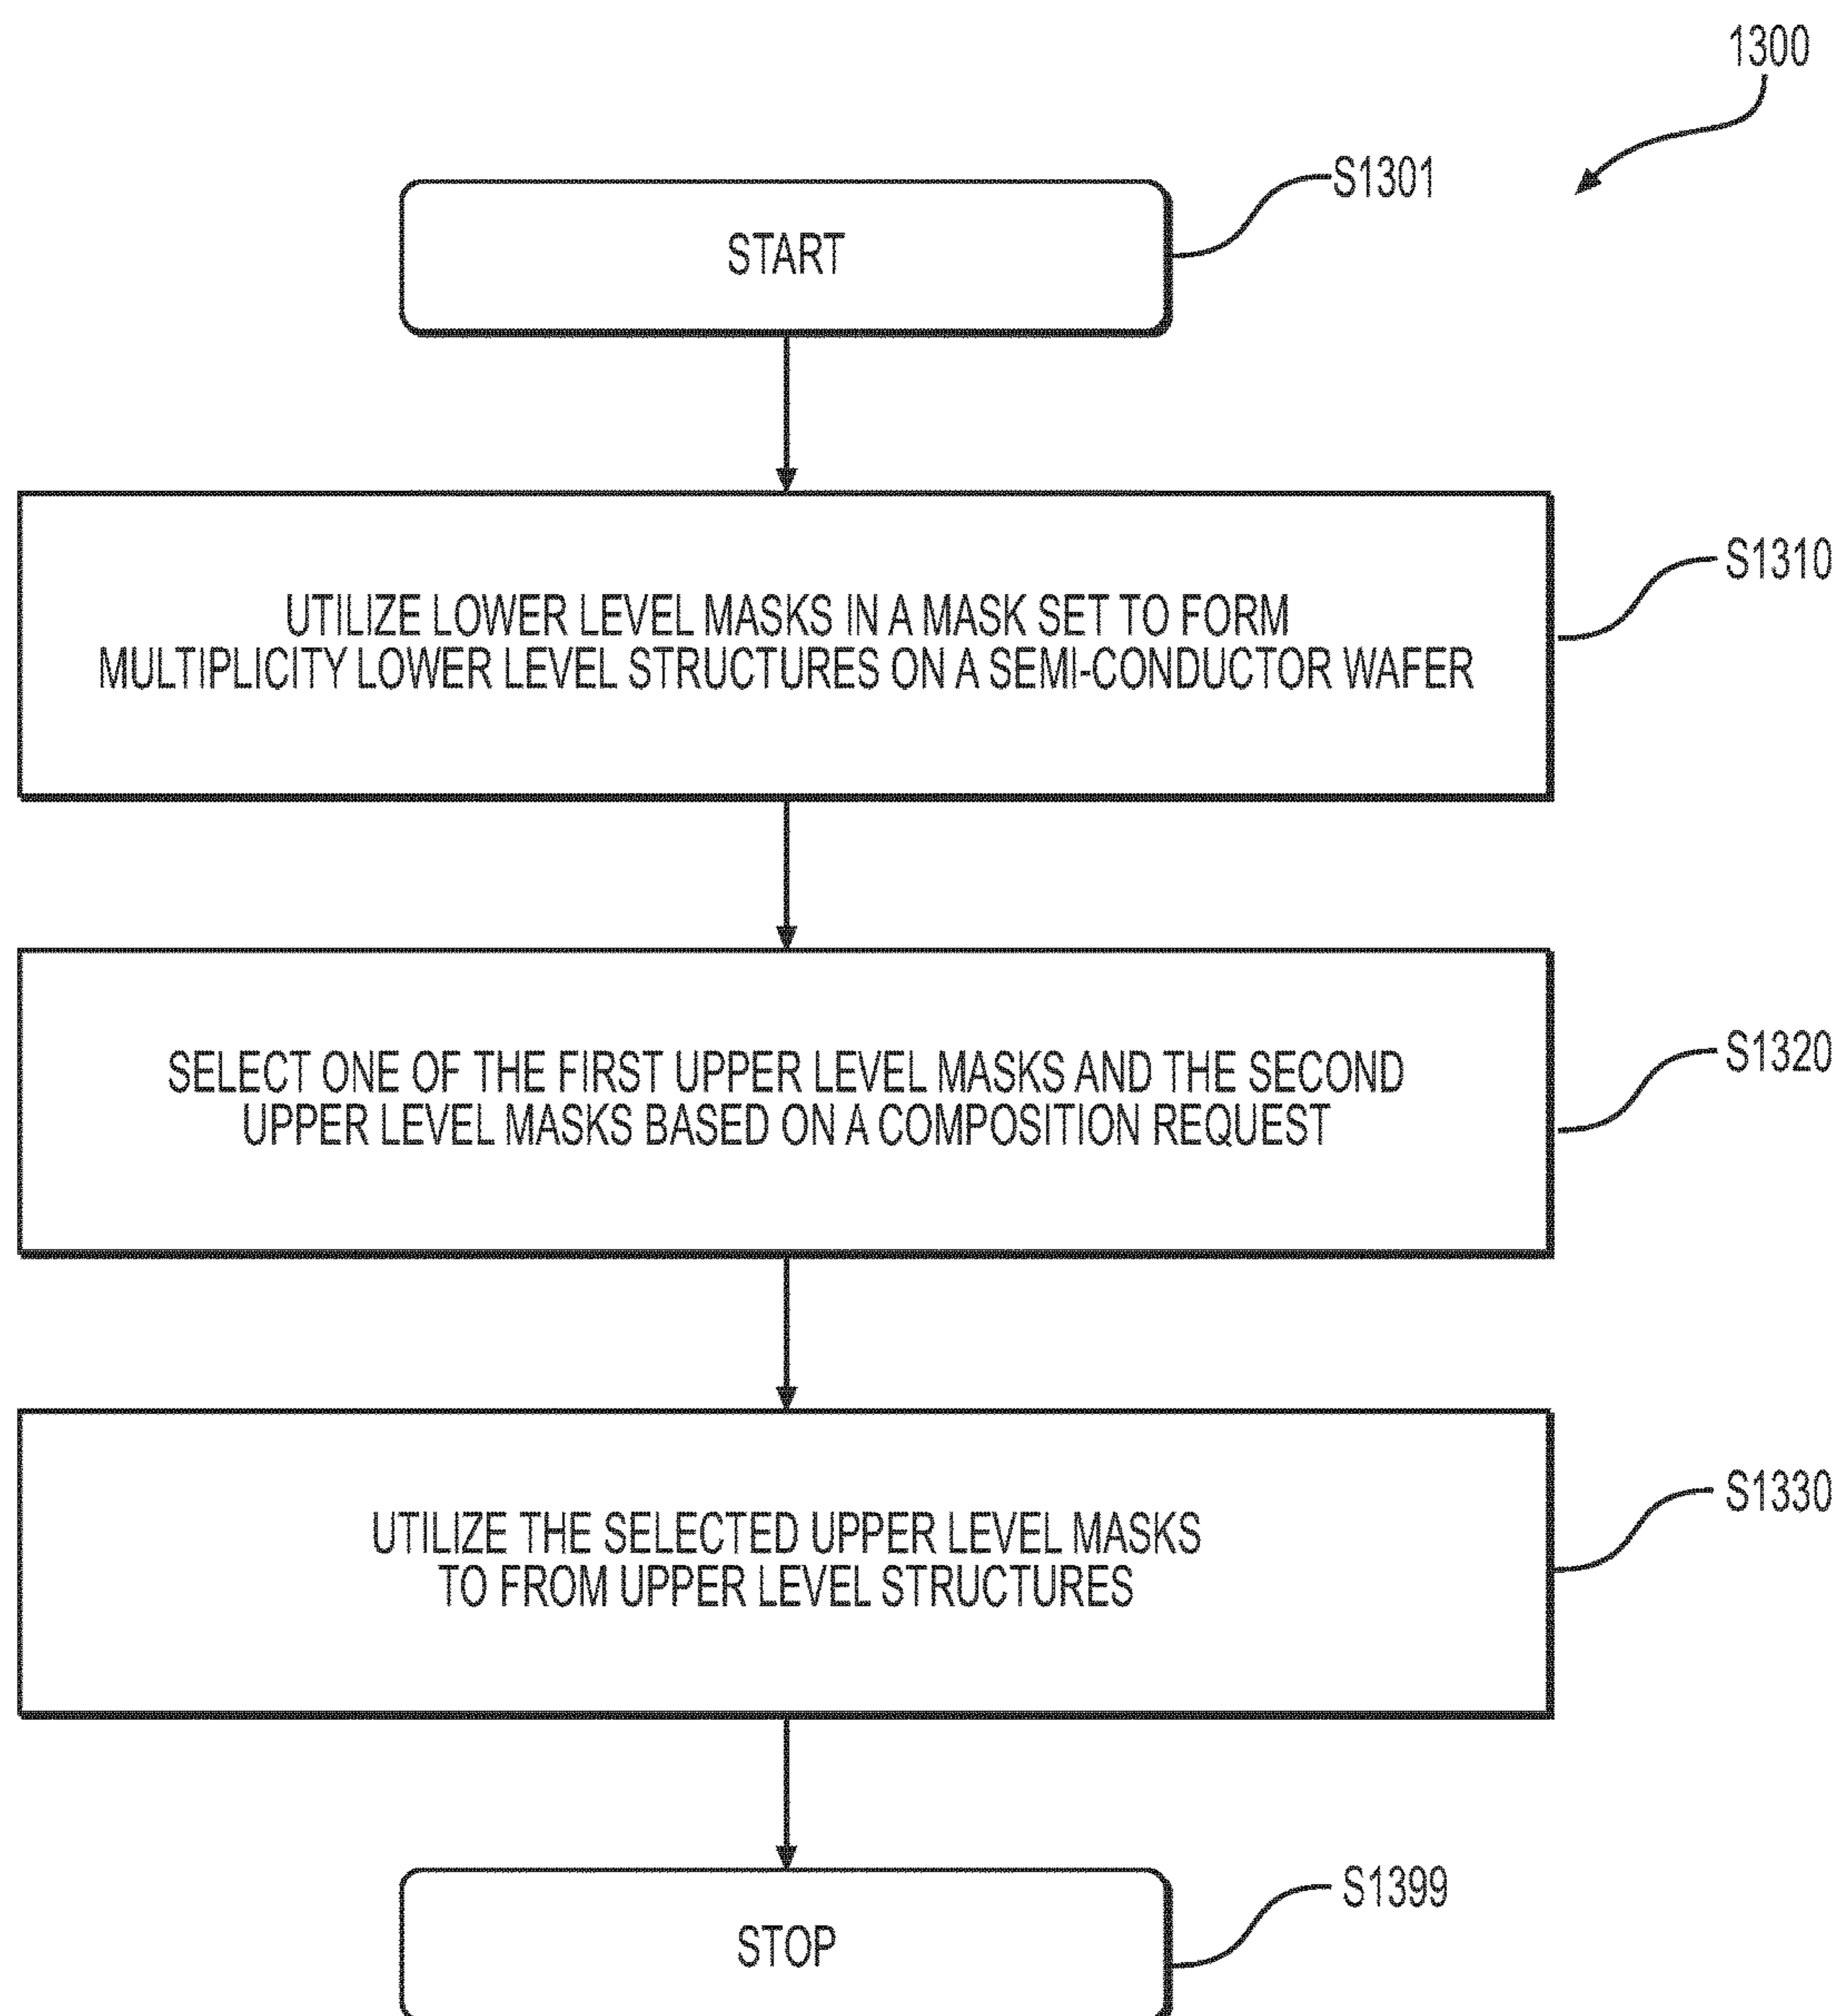 1300
S1301
START
S1310
UTILIZE LOWER LEVEL MASKS IN A MASK SET TO FORM
MULTIPLICITY LOWER LEVEL STRUCTURES ON A SEMI-CONDUCTOR WAFER
S1320
SELECT ONE OF THE FIRST UPPER LEVEL MASKS AND THE SECOND
UPPER LEVEL MASKS BASED ON A COMPOSITION REQUEST
S1330
UTILIZE THE SELECTED UPPER LEVEL MASKS
TO FROM UPPER LEVEL STRUCTURES
S1399
STOP